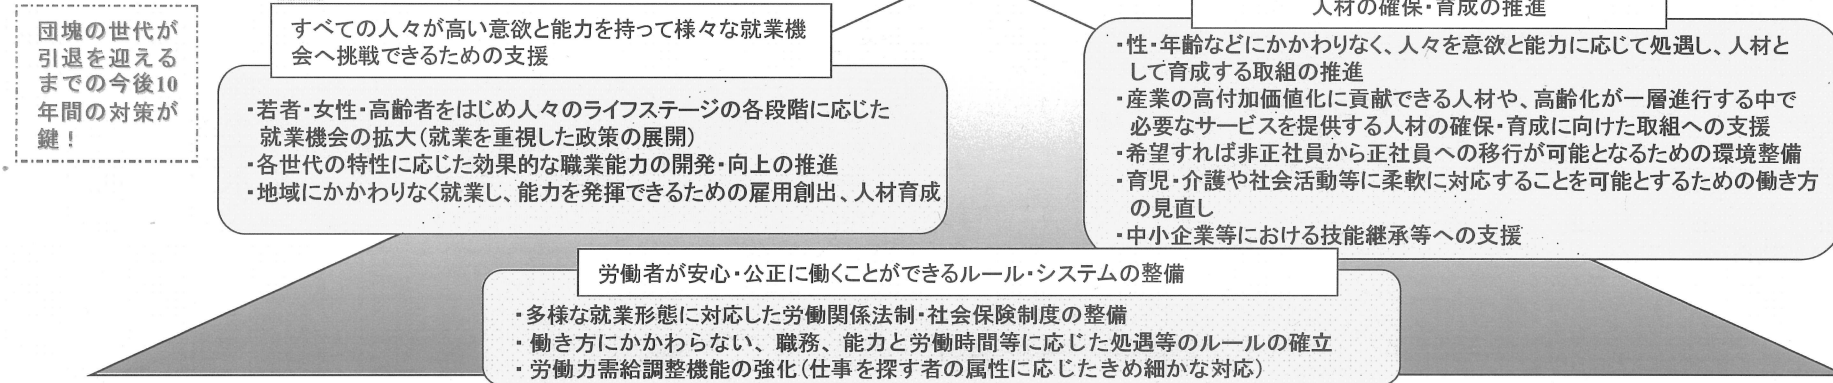 団塊の世代が
引退を迎える
までの今後10
年間の対策が
鍵！
すべての人々が高い意欲と能力を持って様々な就業機
会へ挑戦できるための支援
・若者・女性・高齢者をはじめ人々のライフステージの各段階に応じた
就業機会の拡大(就業を重視した政策の展開)
・各世代の特性に応じた効果的な職業能力の開発・向上の推進
・地域にかかわりなく就業し、能力を発揮できるための雇用創出、人材育成
人材の確保・育成の推進
・性・年齢などにかかわりなく、人々を意欲と能力に応じて処遇し、人材と
して育成する取組の推進
・産業の高付加価値化に貢献できる人材や、高齢化が一層進行する中で
必要なサービスを提供する人材の確保・育成に向けた取組への支援
・希望すれば非正社員から正社員への移行が可能となるための環境整備
・育児・介護や社会活動等に柔軟に対応することを可能とするための働き方
の見直し
・中小企業等における技能継承等への支援
労働者が安心・公正に働くことができるルール・システムの整備
・多様な就業形態に対応した労働関係法制・社会保険制度の整備
・働き方にかかわらない、職務、能力と労働時間等に応じた処遇等のルールの確立
・労働力需給調整機能の強化(仕事を探す者の属性に応じたきめ細かな対応)